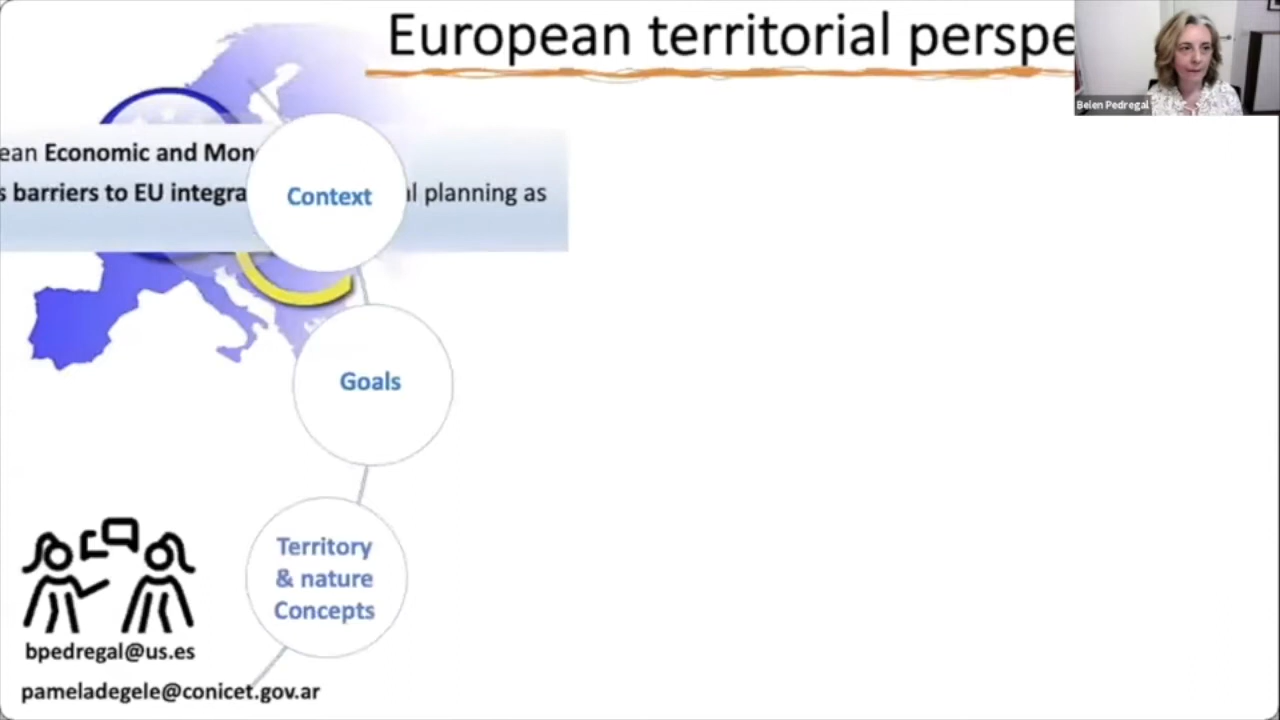 European territorial perspe
Belen Pedregal
ean Economic and Mon
s barriers to EU integra
l planning as
Context
Goals
Territory
& nature
Concepts
bpedregal@us.es
pameladegele@conicet.gov.ar